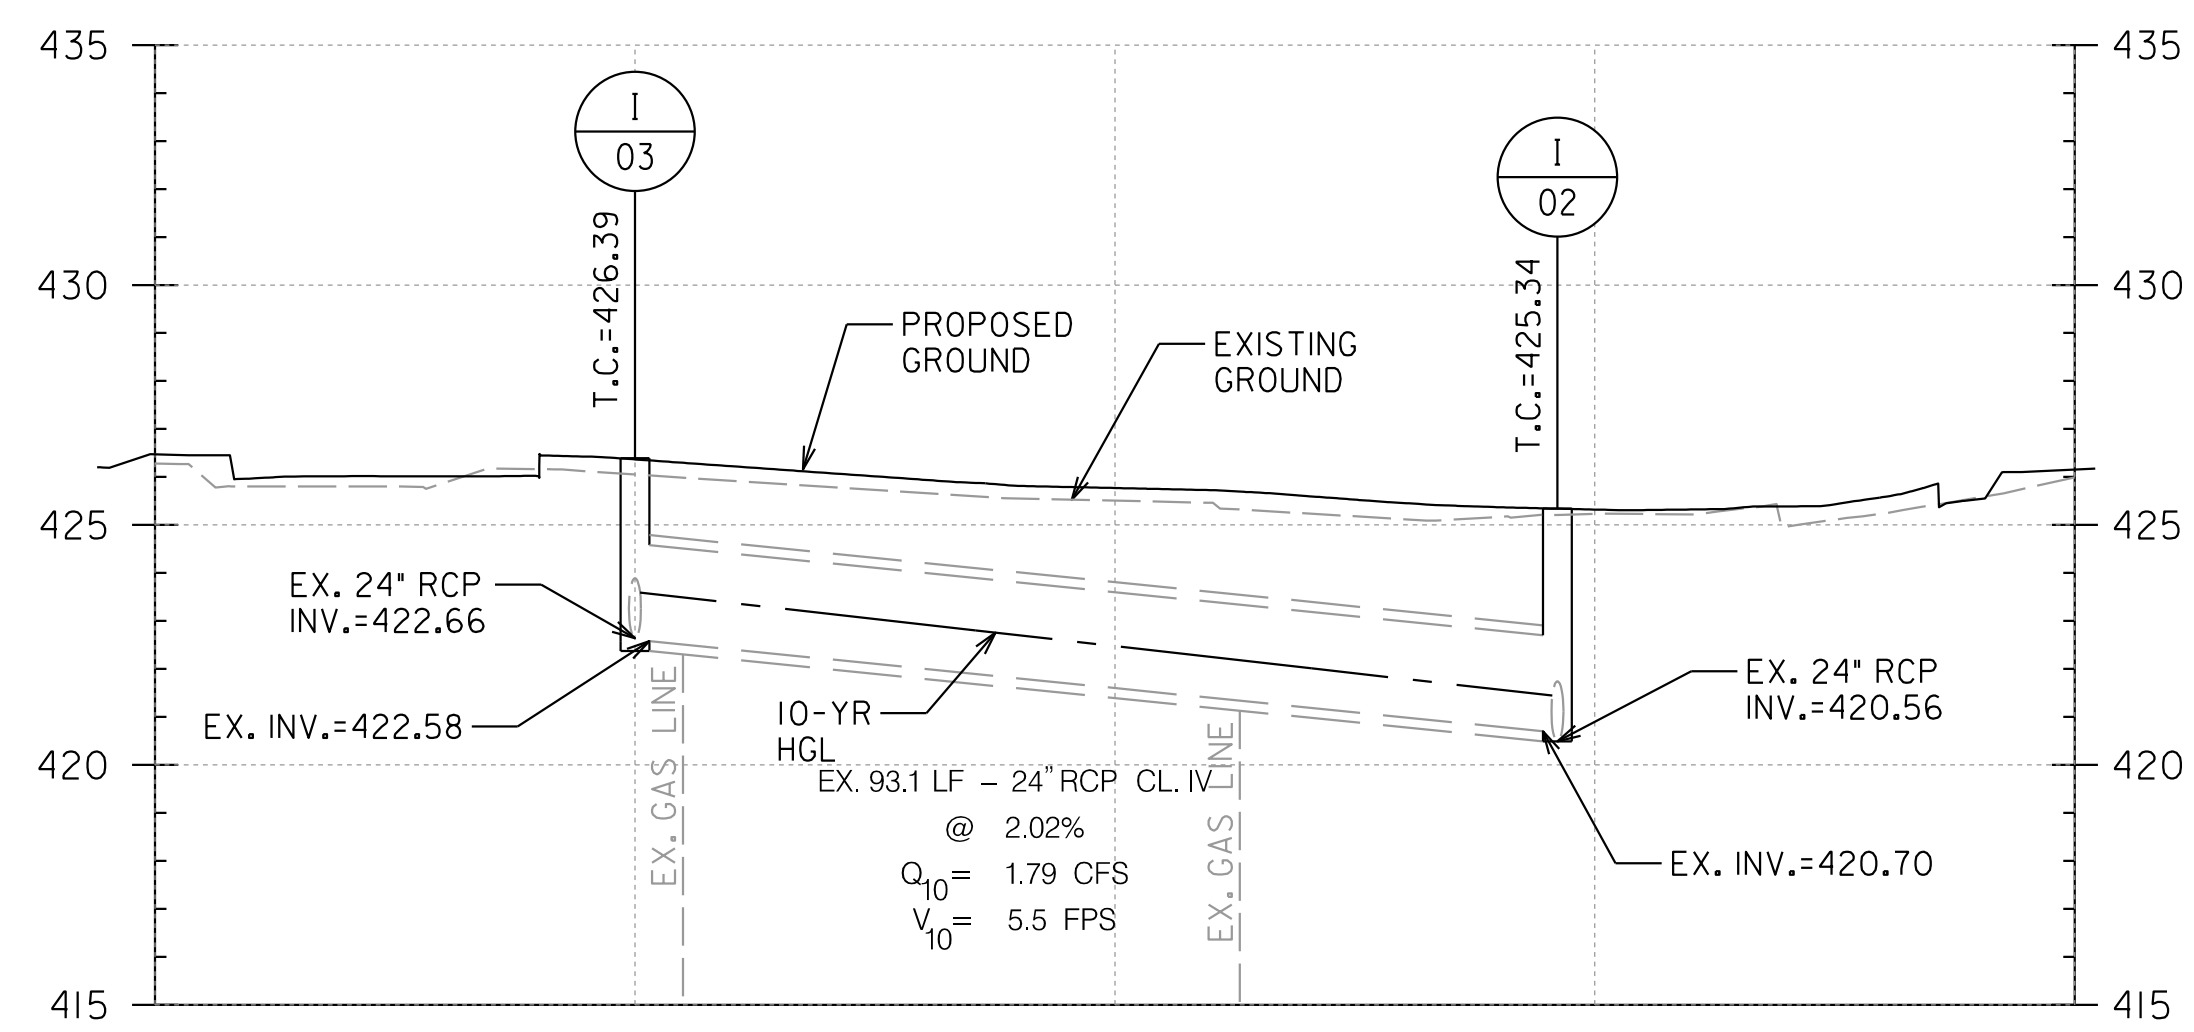 435
435
I
03
I
02
T.C.=426.39
T.C.=425.34
430
430
PROPOSED
GROUND
EXISTING
GROUND
425
425
EX. 24" RCP
INV.=422.66
EX. INV.=422.58
10-YR
HGL
EX. 24" RCP
INV.=420.56
EX. INV.=420.70
420
420
EX. GAS LINE
EX. GAS LINE
EX. 93.1 LF – 24" RCP CL. IV
@ 2.02%
Q10= 1.79 CFS
V10= 5.5 FPS
415
415